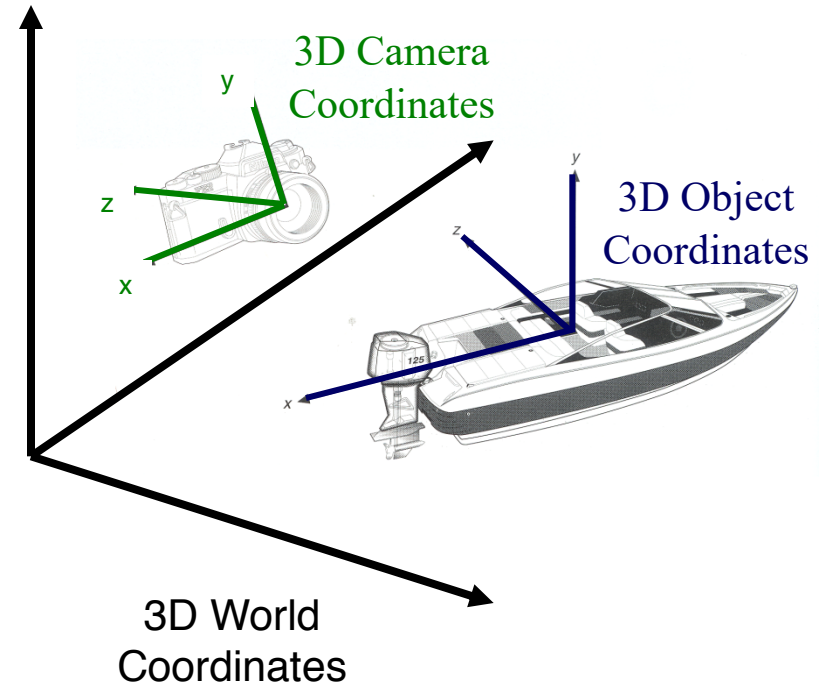 3D Camera
Coordinates
y
z
x
y
3D Object
Coordinates
z
x
125
3D World
Coordinates